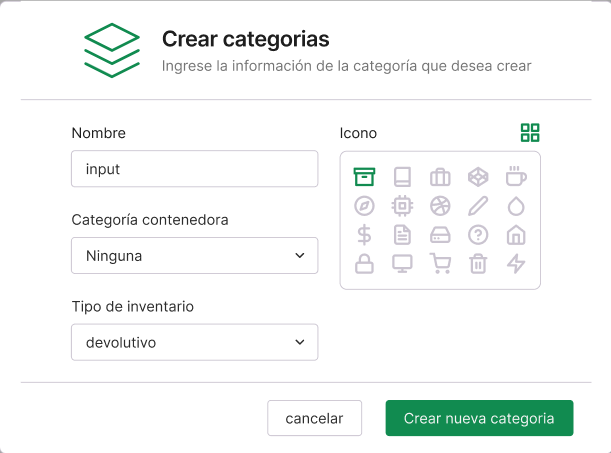 Crear categorias
Ingrese la información de la categoría que desea crear
Nombre
input
Categoría contenedora
Ninguna
Tipo de inventario
devolutivo
Icono
cancelar
Crear nueva categoria